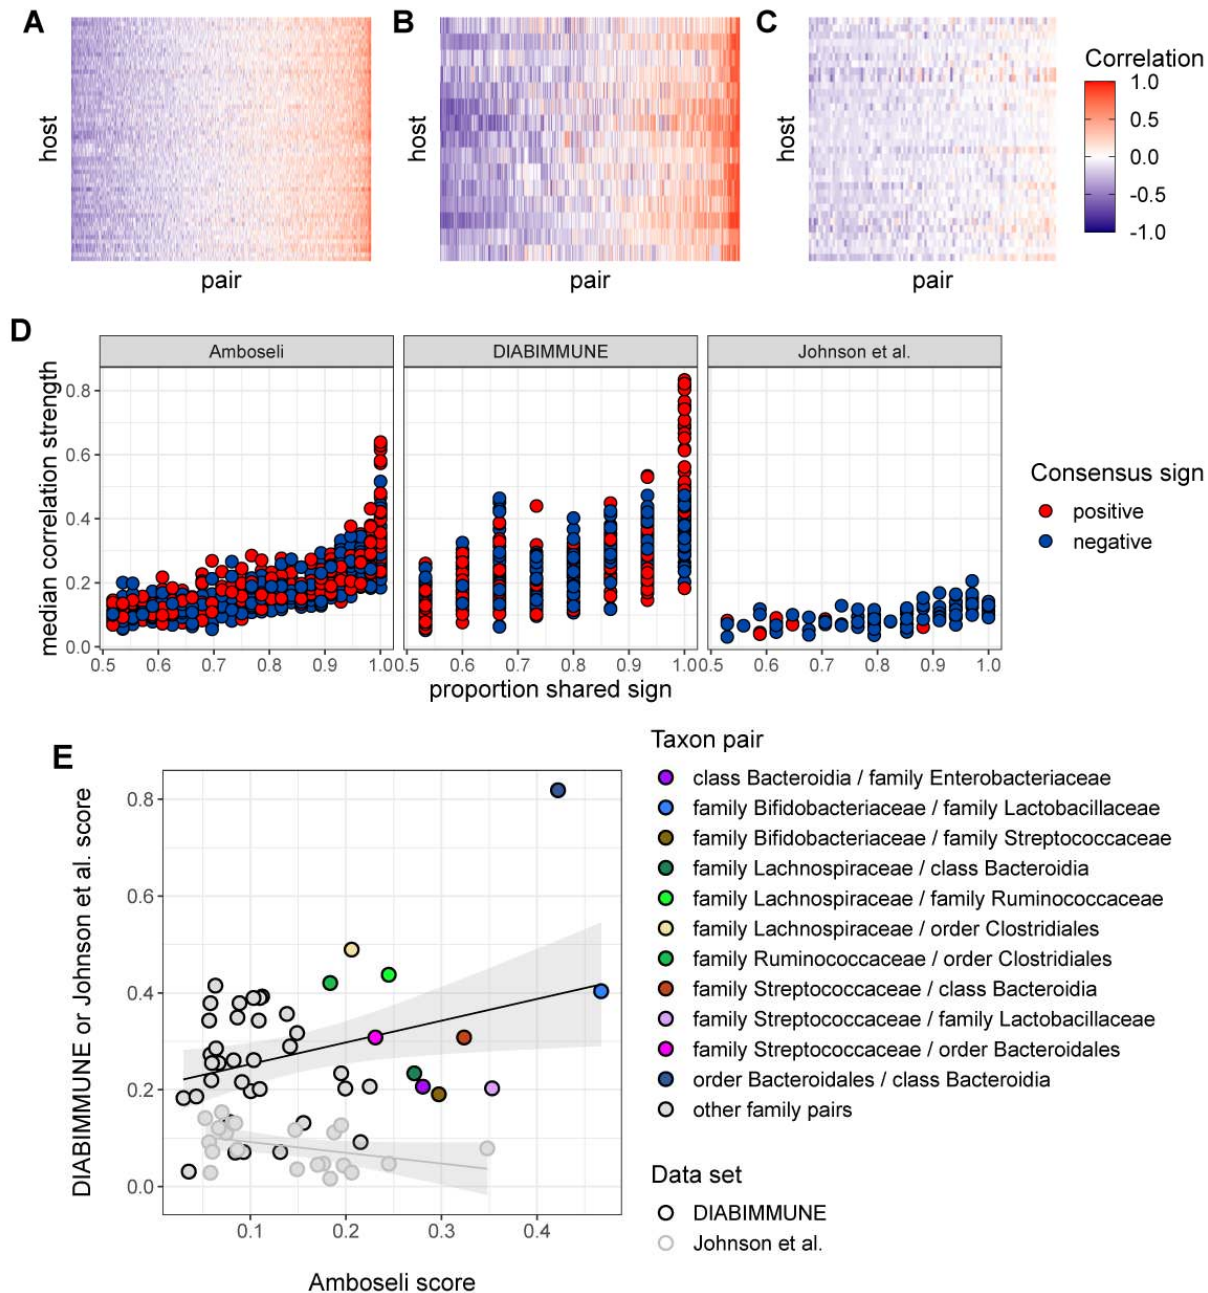 A
B
C
host
host
host
pair
pair
pair
Correlation
1.0
0.5
0.0
-0.5
-1.0
D
Amboseli
DIABIMMUNE
Johnson et al.
median correlation strength
0.8
0.6
0.4
0.2
0.0
0.5 0.6 0.7 0.8 0.9 1.0
0.5 0.6 0.7 0.8 0.9 1.0
0.5 0.6 0.7 0.8 0.9 1.0
proportion shared sign
Consensus sign
positive
negative
E
DIABIMMUNE or Johnson et al. score
0.8
0.6
0.4
0.2
0.0
0.1 0.2 0.3 0.4
Amboseli score
Taxon pair
class Bacteroidia / family Enterobacteriaceae
family Bifidobacteriaceae / family Lactobacillaceae
family Bifidobacteriaceae / family Streptococcaceae
family Lachnospiraceae / class Bacteroidia
family Lachnospiraceae / family Ruminococcaceae
family Lachnospiraceae / order Clostridiales
family Ruminococcaceae / order Clostridiales
family Streptococcaceae / class Bacteroidia
family Streptococcaceae / family Lactobacillaceae
family Streptococcaceae / order Bacteroidales
order Bacteroidales / class Bacteroidia
other family pairs
Data set
DIABIMMUNE
Johnson et al.